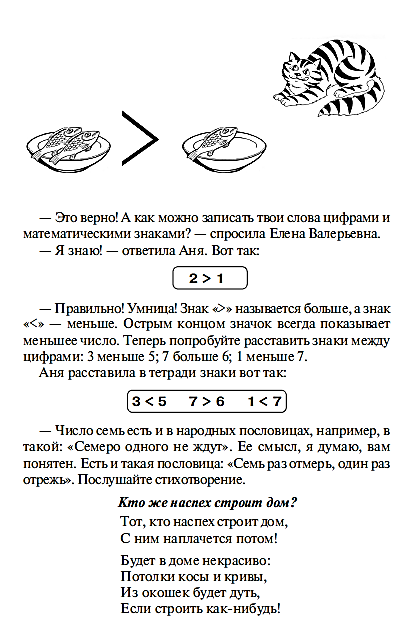 — Это верно! А как можно записать твои слова цифрами и
математическими знаками? — спросила Елена Валерьевна.
— Я знаю! — ответила Аня. Вот так:
2 > 1
— Правильно! Умница! Знак «>» называется больше, а знак
«<» — меньше. Острым концом значок всегда показывает
меньшее число. Теперь попробуйте расставить знаки между
цифрами: 3 меньше 5; 7 больше 6; 1 меньше 7.
Аня расставила в тетради знаки вот так:
3 < 5 7 > 6 1 < 7
— Число семь есть и в народных пословицах, например, в
такой: «Семеро одного не ждут». Ее смысл, я думаю, вам
понятен. Есть и такая пословица: «Семь раз отмерь, один раз
отрежь». Послушайте стихотворение.
Кто же наспех строит дом?
Тот, кто наспех строит дом,
С ним наплачется потом!
Будет в доме некрасиво:
Потолки косы и кривы,
Из окошек будет дуть,
Если строить как-нибудь!